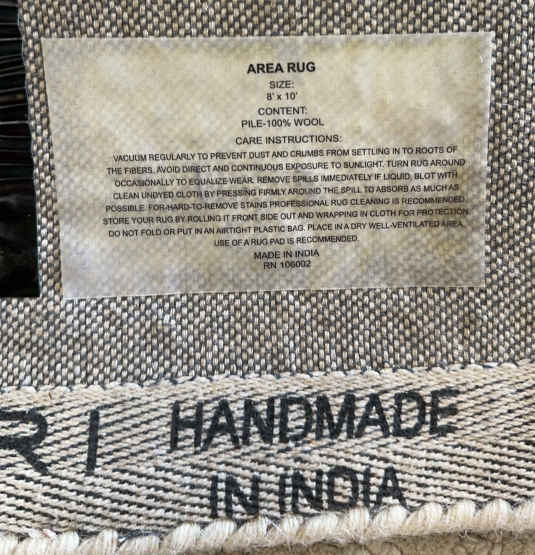 AREA RUG
SIZE:
8' x 10'
CONTENT:
PILE-100% WOOL
CARE INSTRUCTIONS:
VACUUM REGULARLY TO PREVENT DUST AND CRUMBS FROM SETTLING IN TO ROOTS OF
THE FIBERS. AVOID DIRECT AND CONTINUOUS EXPOSURE TO SUNLIGHT. TURN RUG AROUND
OCCASIONALLY TO EQUALIZE WEAR. REMOVE SPILLS IMMEDIATELY IF LIQUID, BLOT WITH
CLEAN UNDYED CLOTH BY PRESSING FIRMLY AROUND THE SPILL TO ABSORB AS MUCH AS
POSSIBLE. FOR-HARD-TO-REMOVE STAINS PROFESSIONAL RUG CLEANING IS RECOMMENDED.
STORE YOUR RUG BY ROLLING IT FRONT SIDE OUT AND WRAPPING IN CLOTH FOR PROTECTION.
DO NOT FOLD OR PUT IN AN AIRTIGHT PLASTIC BAG. PLACE IN A DRY WELL-VENTILATED AREA.
USE OF A RUG PAD IS RECOMMENDED.
MADE IN INDIA
RN 106002
RI HANDMADE
IN INDIA